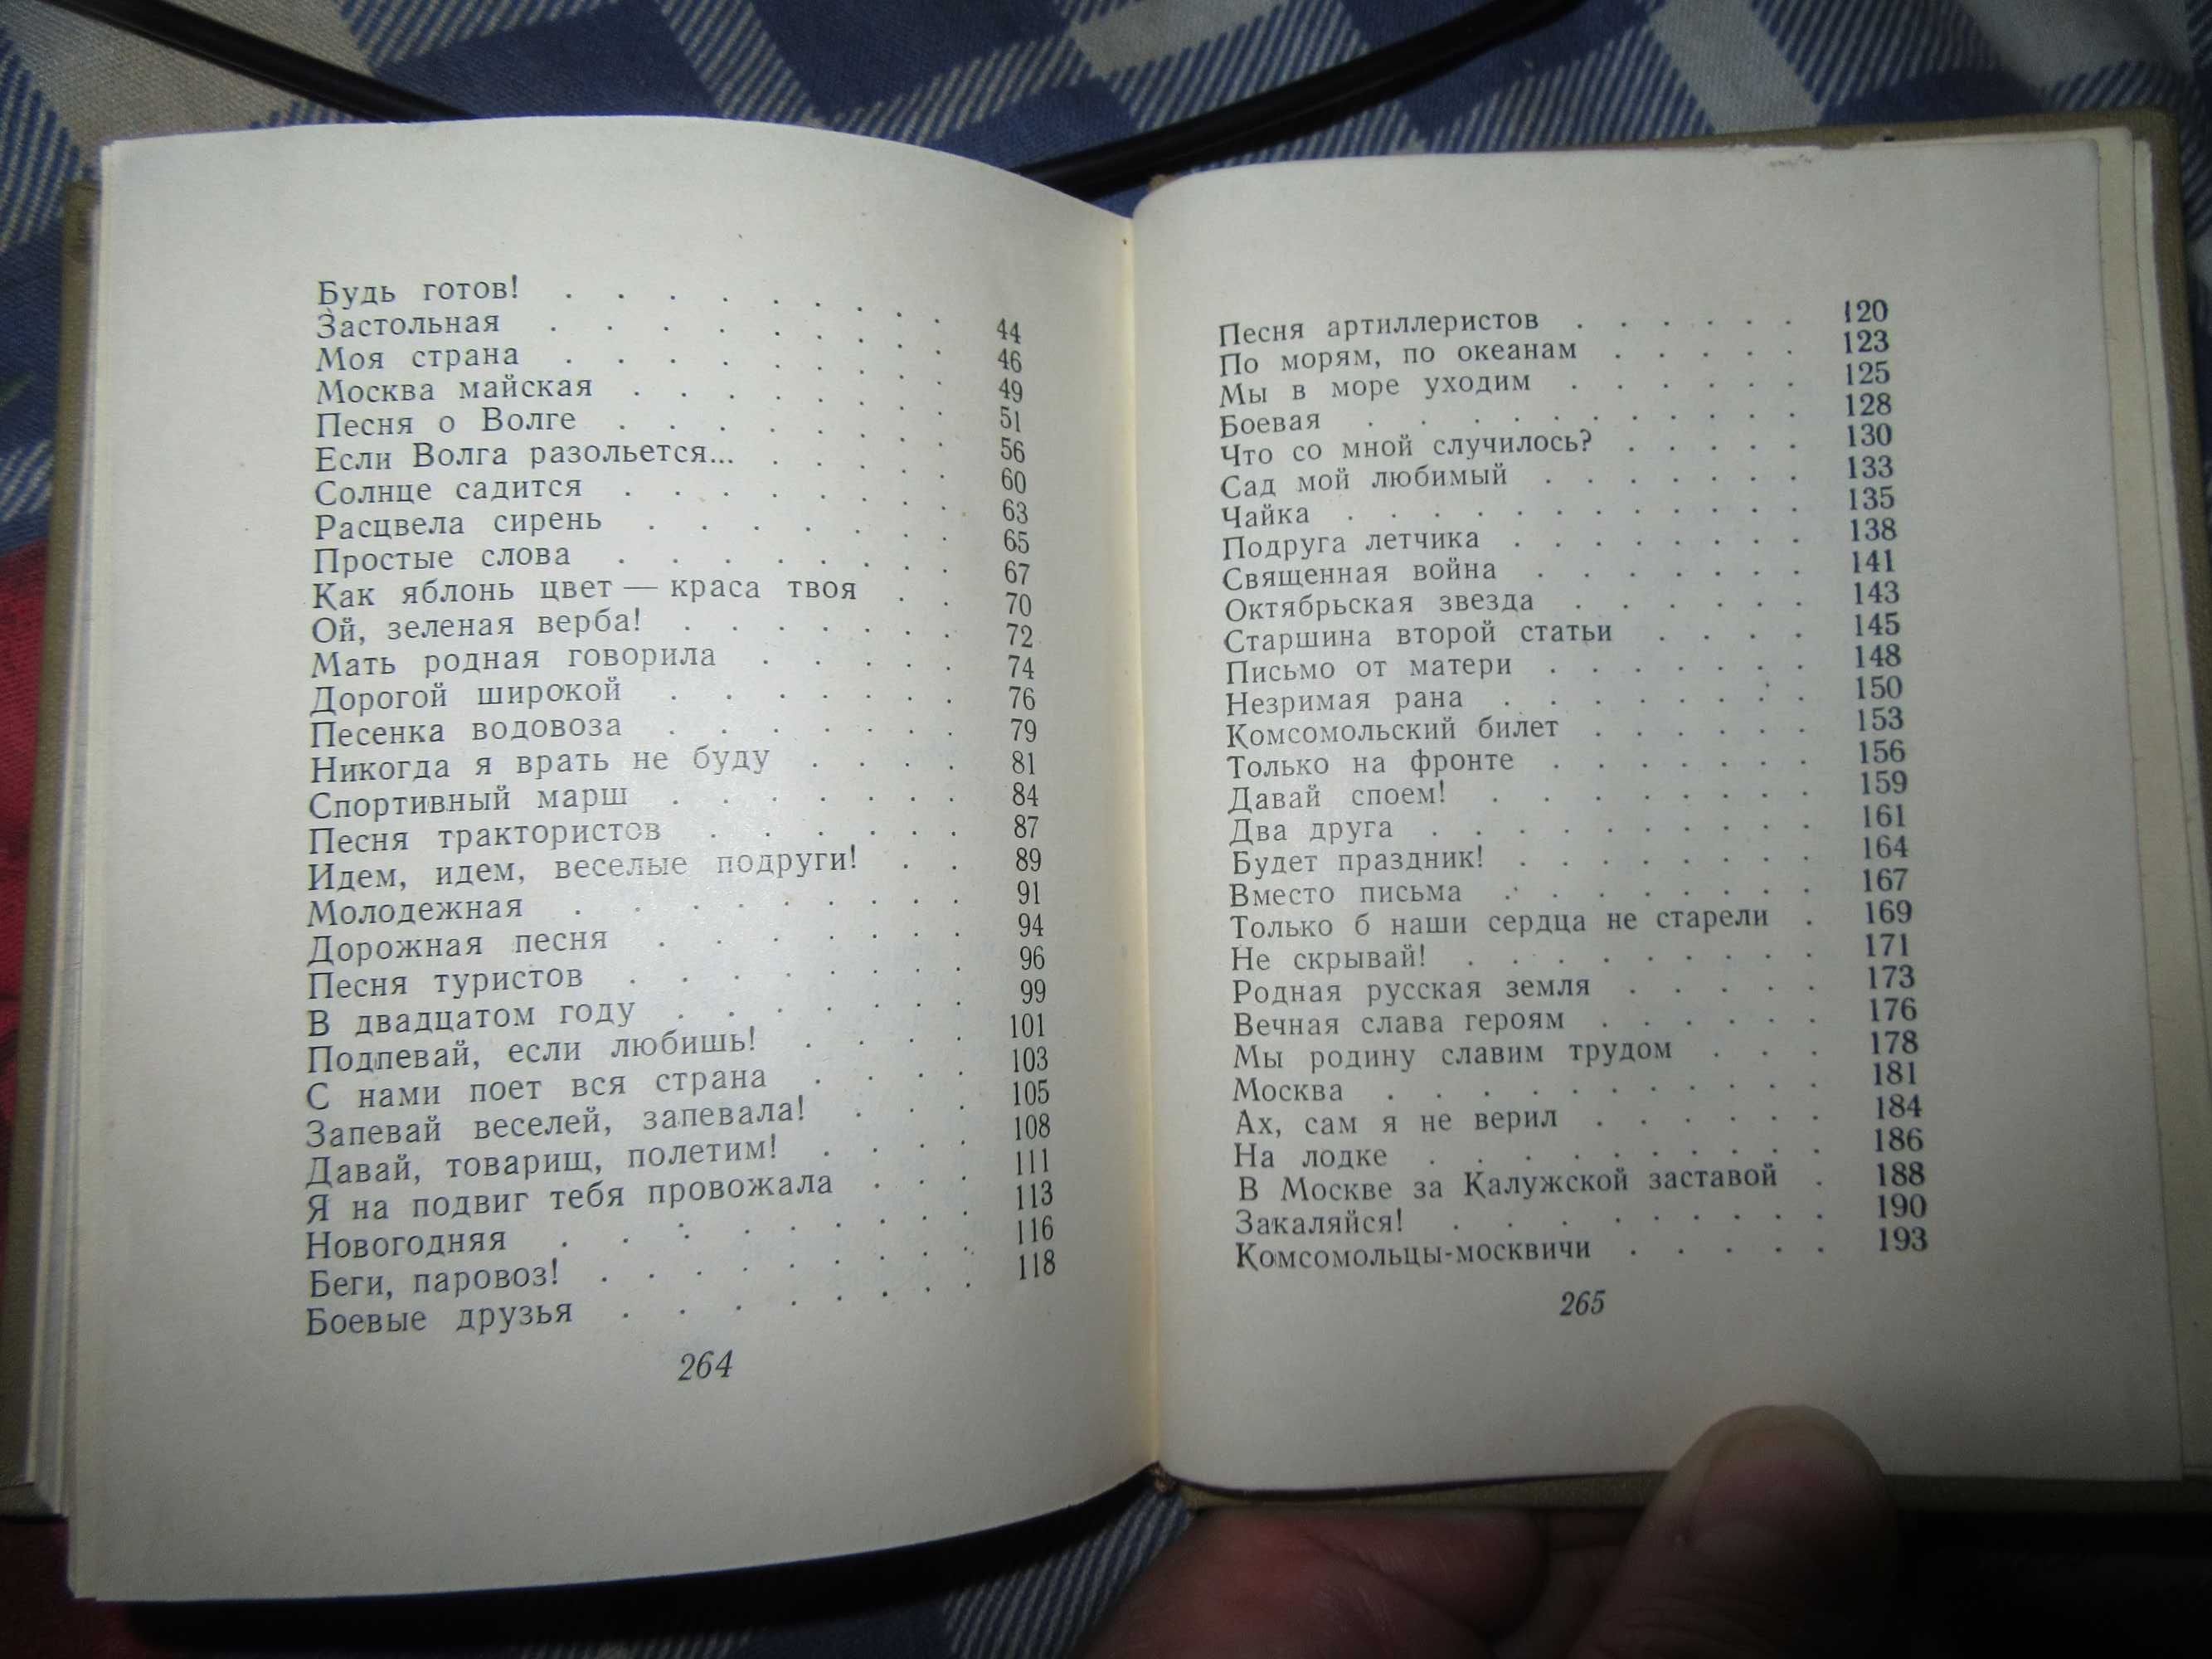 Будь готов! . . . . . . . . 44
Застольная . . . . . . . . 46
Моя страна . . . . . . . . 49
Москва майская . . . . . . . 51
Песня о Волге . . . . . . . 56
Если Волга разольется... . . . . 60
Солнце садится . . . . . . . 63
Расцвела сирень . . . . . . . 65
Простые слова . . . . . . . 67
Как яблонь цвет — краса твоя . . 70
Ой, зеленая верба! . . . . . . 72
Мать родная говорила . . . . . 74
Дорогой широкой . . . . . . 76
Песенка водовоза . . . . . . 79
Никогда я врать не буду . . . . 81
Спортивный марш . . . . . . 84
Песня трактористов . . . . . . 87
Идем, идем, веселые подруги! . . 89
Молодежная . . . . . . . . 91
Дорожная песня . . . . . . . 94
Песня туристов . . . . . . . 96
В двадцатом году . . . . . . 99
Подпевай, если любишь! . . . . 101
С нами поет вся страна . . . . 103
Запевай веселей, запевала! . . . 105
Давай, товарищ, полетим! . . . . 108
Я на подвиг тебя провожала . . . 111
Новогодняя . . . . . . . . 113
Беги, паровоз! . . . . . . . . 116
Боевые друзья . . . . . . . 118
264
Песня артиллеристов . . . . . . 120
По морям, по океанам . . . . . 123
Мы в море уходим . . . . . . 125
Боевая . . . . . . . . . . 128
Что со мной случилось? . . . . . 130
Сад мой любимый . . . . . . . 133
Чайка . . . . . . . . . . . 135
Подруга летчика . . . . . . . . 138
Священная война . . . . . . . 141
Октябрьская звезда . . . . . . 143
Старшина второй статьи . . . . 145
Письмо от матери . . . . . . . 148
Незримая рана . . . . . . . . 150
Комсомольский билет . . . . . . 153
Только на фронте . . . . . . . 156
Давай споем! . . . . . . . . 159
Два друга . . . . . . . . . . 161
Будет праздник! . . . . . . . . 164
Вместо письма . . . . . . . . 167
Только б наши сердца не старели . 169
Не скрывай! . . . . . . . . . 171
Родная русская земля . . . . . 173
Вечная слава героям . . . . . . 176
Мы родину славим трудом . . . 178
Москва . . . . . . . . . . 181
Ах, сам я не верил . . . . . . 184
На лодке . . . . . . . . . . 186
В Москве за Калужской заставой . 188
Закаляйся! . . . . . . . . . 190
Комсомольцы-москвичи . . . . . 193
265